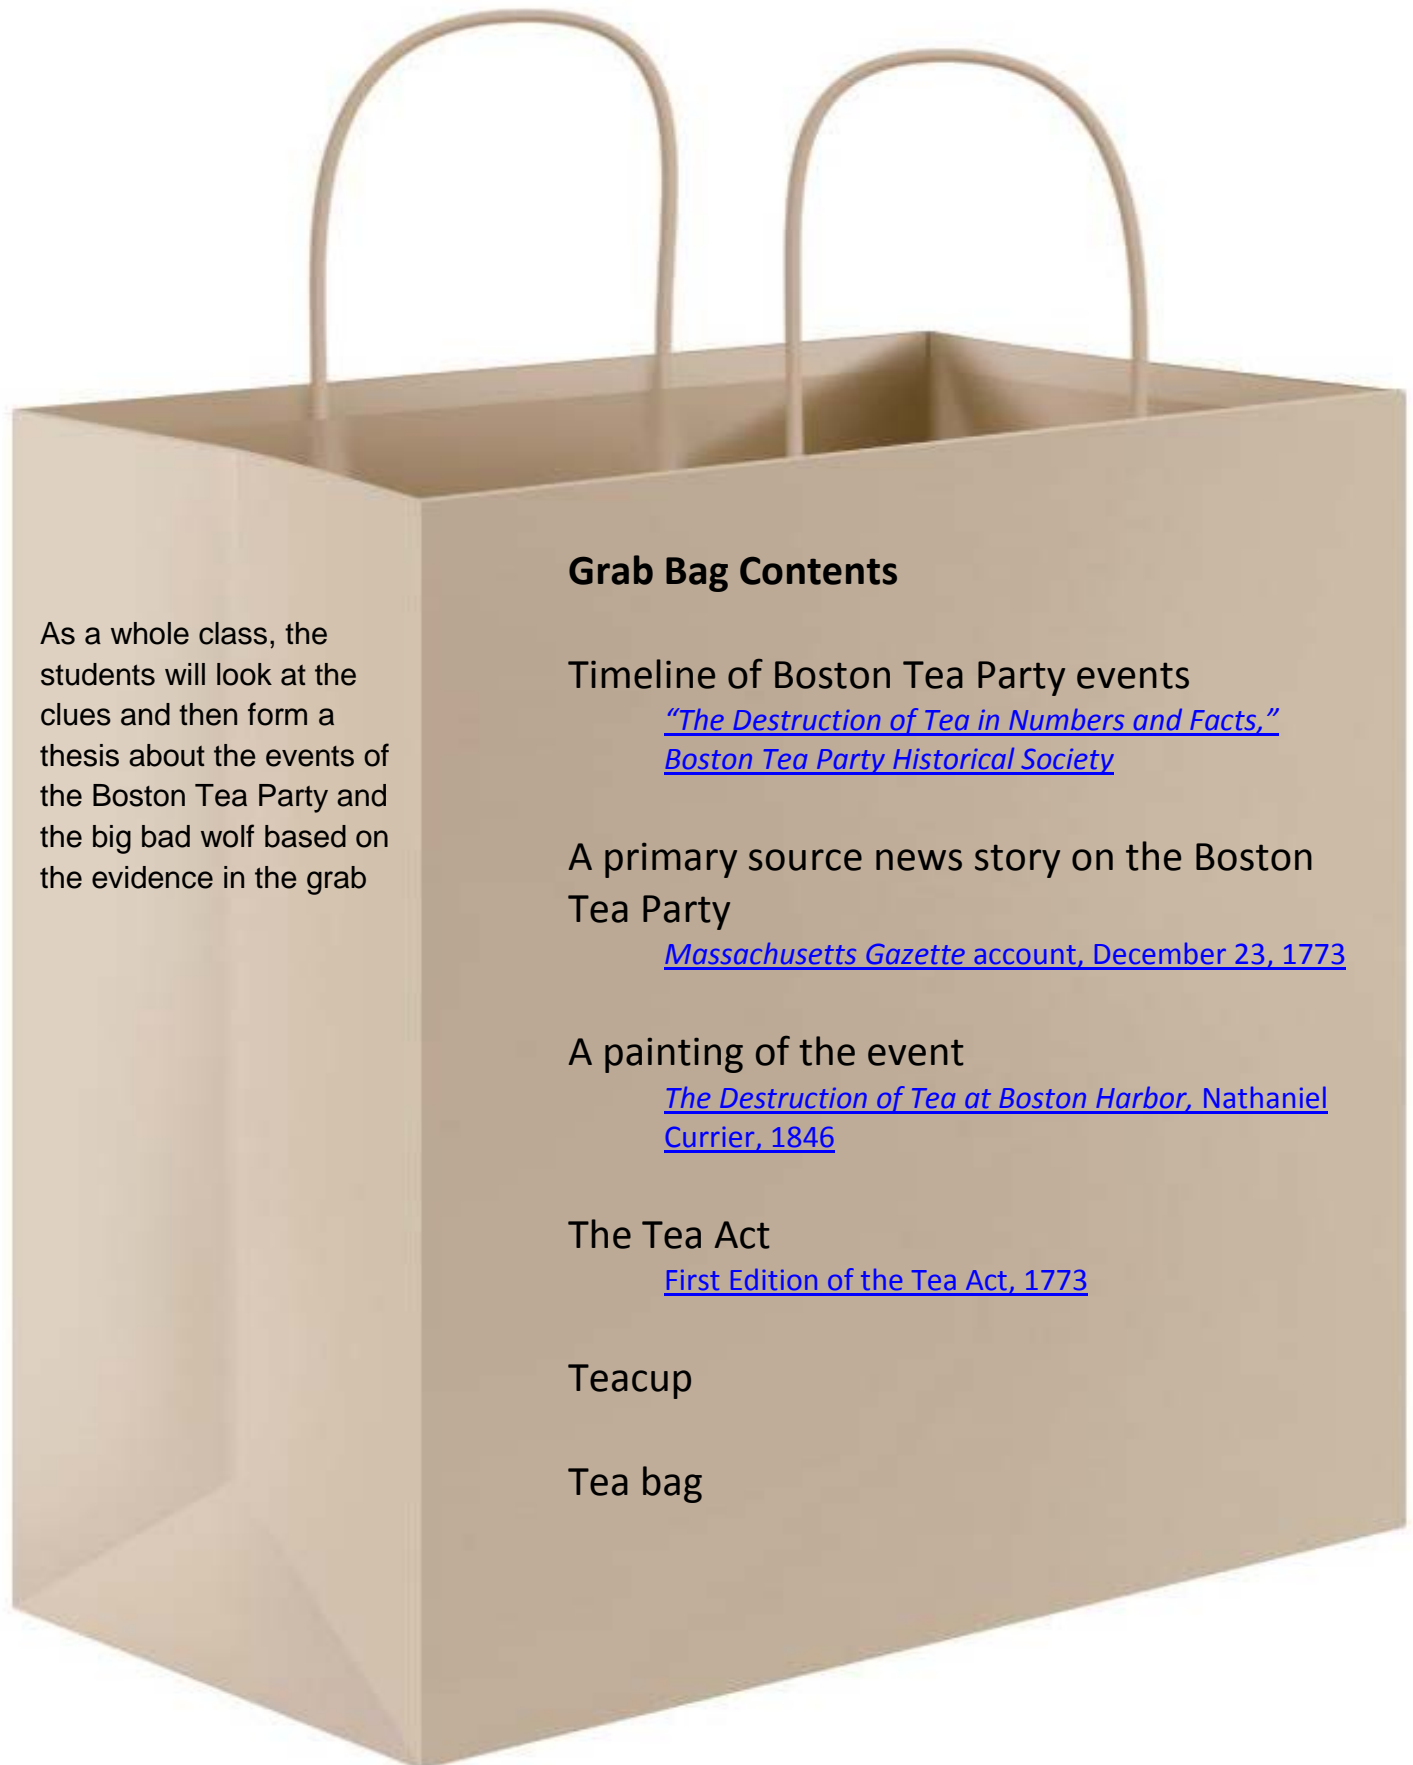 As a whole class, the
students will look at the
clues and then form a
thesis about the events of
the Boston Tea Party and
the big bad wolf based on
the evidence in the grab
Grab Bag Contents
Timeline of Boston Tea Party events
“The Destruction of Tea in Numbers and Facts,”
Boston Tea Party Historical Society
A primary source news story on the Boston
Tea Party
Massachusetts Gazette account, December 23, 1773
A painting of the event
The Destruction of Tea at Boston Harbor, Nathaniel
Currier, 1846
The Tea Act
First Edition of the Tea Act, 1773
Teacup
Tea bag